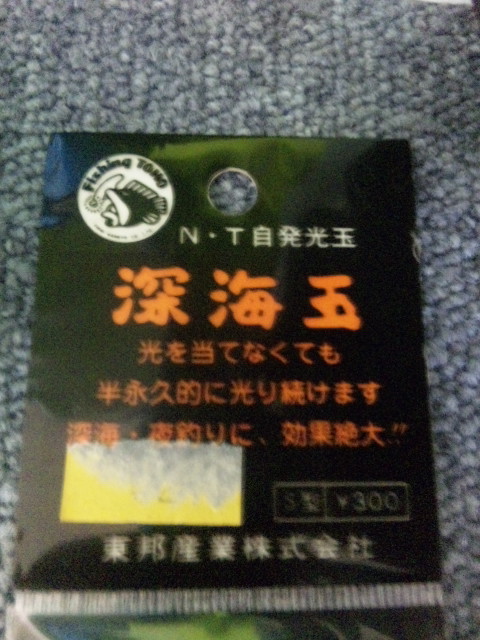 Fishing TOHO
N・T自発光玉
深海玉
光を当てなくても
半永久的に光り続けます
深海・夜釣りに、効果絶大!!
S型 ¥300
東邦産業株式会社